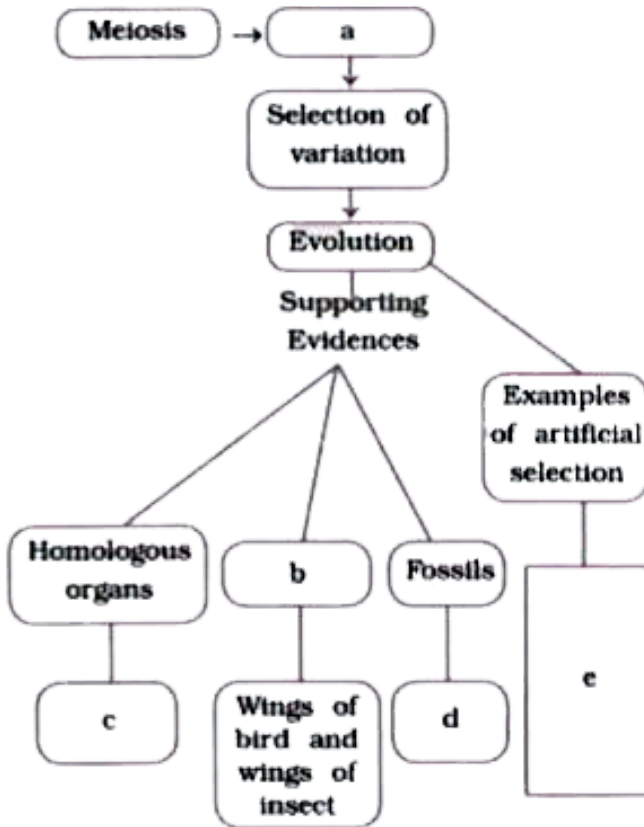 Meiosis
a
Selection of
variation
Evolution
Supporting
Evidences
Examples
of artificial
selection
Homologous
organs
b
Fossils
c
Wings of
bird and
wings of
insect
d
e